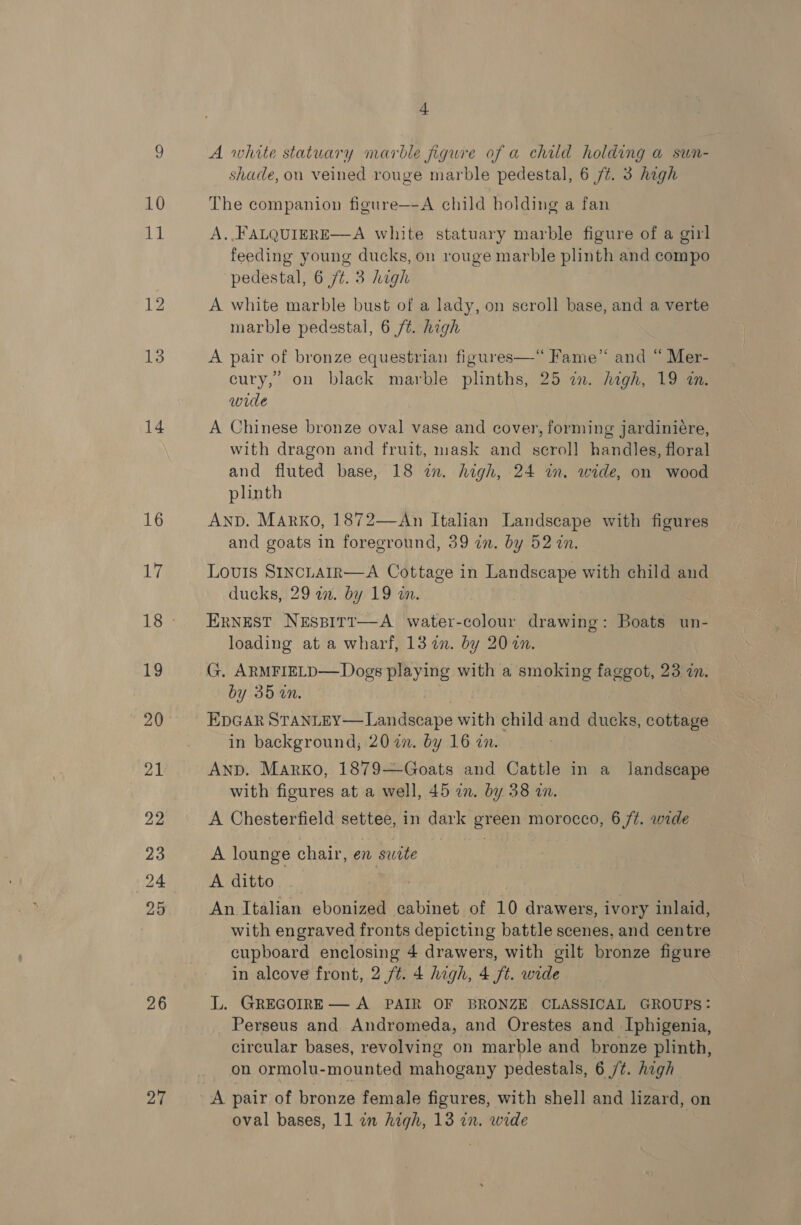 4
9 A white statuary marble figure of a child holding a sun-
shade, on veined rouge marble pedestal, 6 ft. 3 high
10 The companion figure—-A child holding a fan
11 A. FALQUIERE—A white statuary marble figure of a girl
feeding young ducks, on rouge marble plinth and compo
pedestal, 6 ft. 3 high
12 A white marble bust of a lady, on scroll base, and a verte
marble pedestal, 6 ft. high
13 A pair of bronze equestrian figures—“ Fame” and “ Mer-
cury,” on black marble plinths, 25 in. high, 19 in.
wide
14 A Chinese bronze oval vase and cover, forming jardinière,
with dragon and fruit, mask and scroll handles, floral
and fluted base, 18 in. high, 24 in. wide, on wood
plinth
16 AND. MARKO, 1872—An Italian Landscape with figures
and goats in foreground, 39 in. by 52 in.
17 LOUIS SINCLAIR—A Cottage in Landscape with child and
ducks, 29 in. by 19 in.
18 ERNEST NESBITT—A water-colour drawing: Boats un-
loading at a wharf, 13 in. by 20 in.
19 G. ARMFIELD—Dogs playing with a smoking faggot, 23 in.
by 35 in.
20 EDGAR STANLEY—Landscape with child and ducks, cottage
in background, 20 in. by 16 in.
21 AND. MARKO, 1879—Goats and Cattle in a landscape
with figures at a well, 45 in. by 38 in.
22 A Chesterfield settee, in dark green morocco, 6 ft. wide
23 A lounge chair, en suite
24 A ditto
25 An Italian ebonized cabinet of 10 drawers, ivory inlaid,
with engraved fronts depicting battle scenes, and centre
cupboard enclosing 4 drawers, with gilt bronze figure
in alcove front, 2 ft. 4 high, 4 ft. wide
26 L. GREGOIRE — A PAIR OF BRONZE CLASSICAL GROUPS:
Perseus and Andromeda, and Orestes and Iphigenia,
circular bases, revolving on marble and bronze plinth,
on ormolu-mounted mahogany pedestals, 6 ft. high
27 A pair of bronze female figures, with shell and lizard, on
oval bases, 11 in high, 13 in. wide